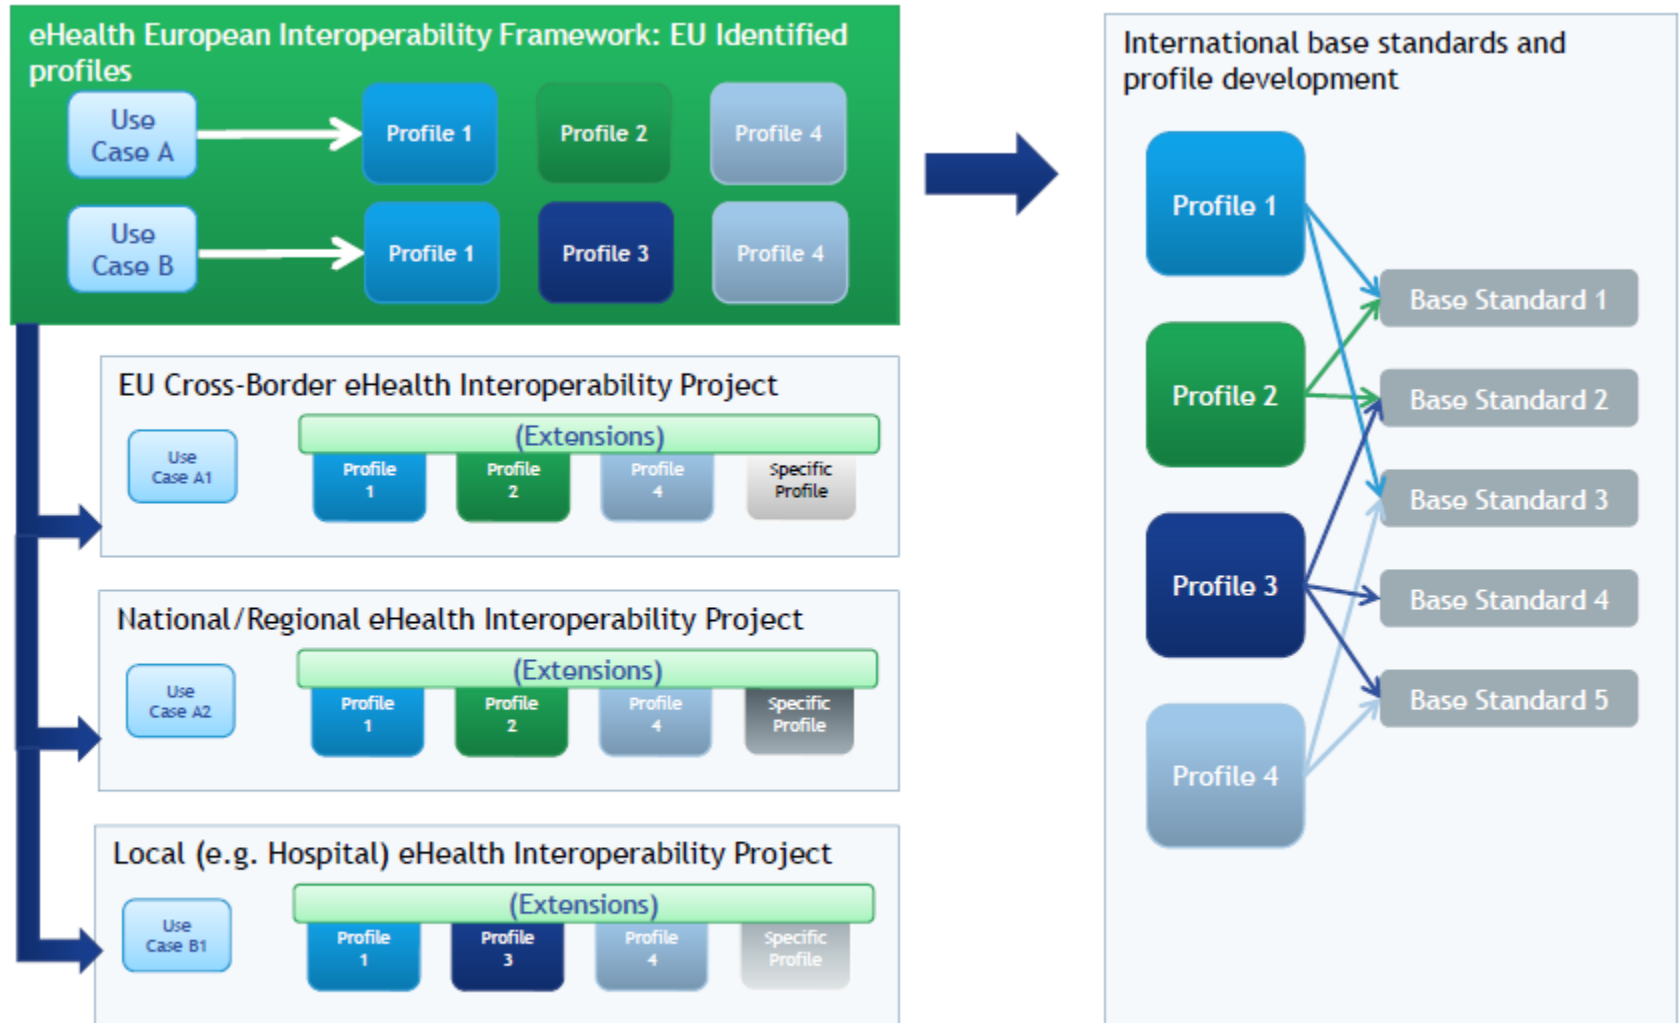 eHealth European Interoperability Framework: EU Identified
profiles
Use
Case A
Profile 1
Profile 2
Profile 4
Use
Case B
Profile 1
Profile 3
Profile 4
EU Cross-Border eHealth Interoperability Project
(Extensions)
Use
Case A1
Profile
1
Profile
2
Profile
4
Specific
Profile
National/Regional eHealth Interoperability Project
(Extensions)
Use
Case A2
Profile
1
Profile
2
Profile
4
Specific
Profile
Local (e.g. Hospital) eHealth Interoperability Project
(Extensions)
Use
Case B1
Profile
1
Profile
3
Profile
4
Specific
Profile
International base standards and
profile development
Profile 1
Profile 2
Profile 3
Profile 4
Base Standard 1
Base Standard 2
Base Standard 3
Base Standard 4
Base Standard 5